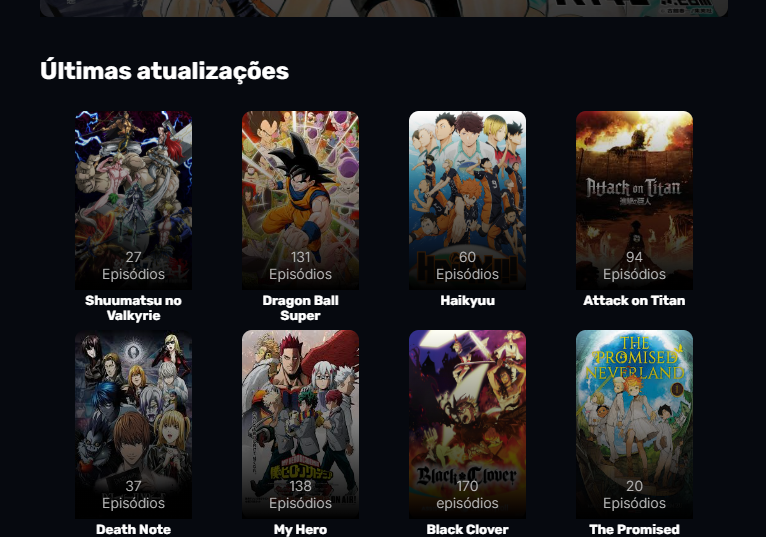 Últimas atualizações
Attack on Titan
進撃の巨人
27
Episódios
131
Episódios
60
Episódios
94
Episódios
Shuumatsu no
Valkyrie
Dragon Ball
Super
Haikyuu
Attack on Titan
THE
PROMISED
NEVERLAND
Black Clover
37
Episódios
138
Episódios
170
episódios
20
Episódios
Death Note
My Hero
Black Clover
The Promised